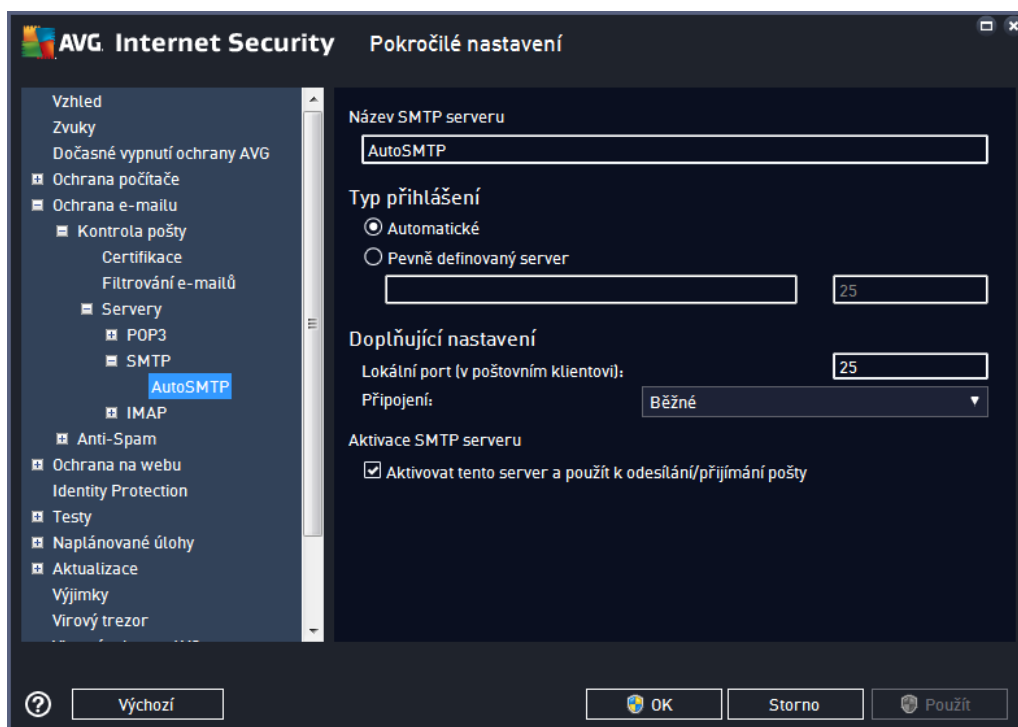 AVG. Internet Security Pokročilé nastavení
Vzhled
Zvuky
Dočasné vypnutí ochrany AVG
Ochrana počítače
Ochrana e-mailu
Kontrola pošty
Certifikace
Filtrování e-mailů
Servery
POP3
SMTP
AutoSMTP
IMAP
Anti-Spam
Ochrana na webu
Identity Protection
Testy
Naplánované úlohy
Aktualizace
Výjimky
Virový trezor
Název SMTP serveru
AutoSMTP
Typ přihlášení
Automatické
Pevně definovaný server
25
Doplňující nastavení
Lokální port (v poštovním klientovi): 25
Připojení: Běžné
Aktivace SMTP serveru
Aktivovat tento server a použít k odesílání/přijímání pošty
Výchozí OK Storno Použít